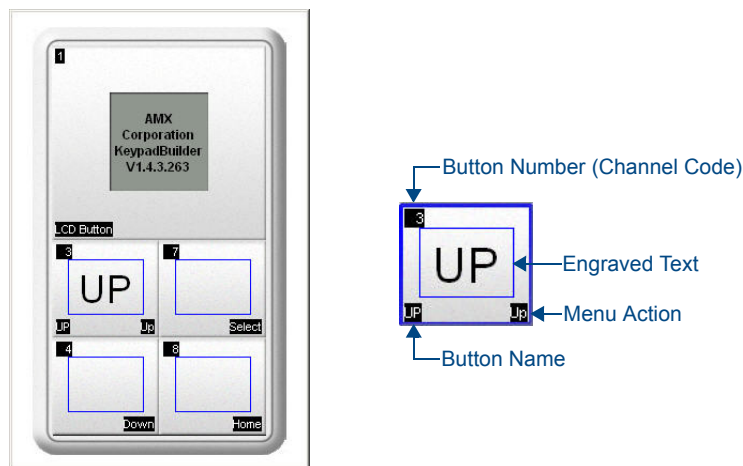 1
AMX
Corporation
KeypadBuilder
V1.4.3.263
LCD Button
3
7
UP
UP
Up
Select
4
8
Down
Home
Button Number (Channel Code)
3
UP
Engraved Text
UP
Up
Menu Action
Button Name